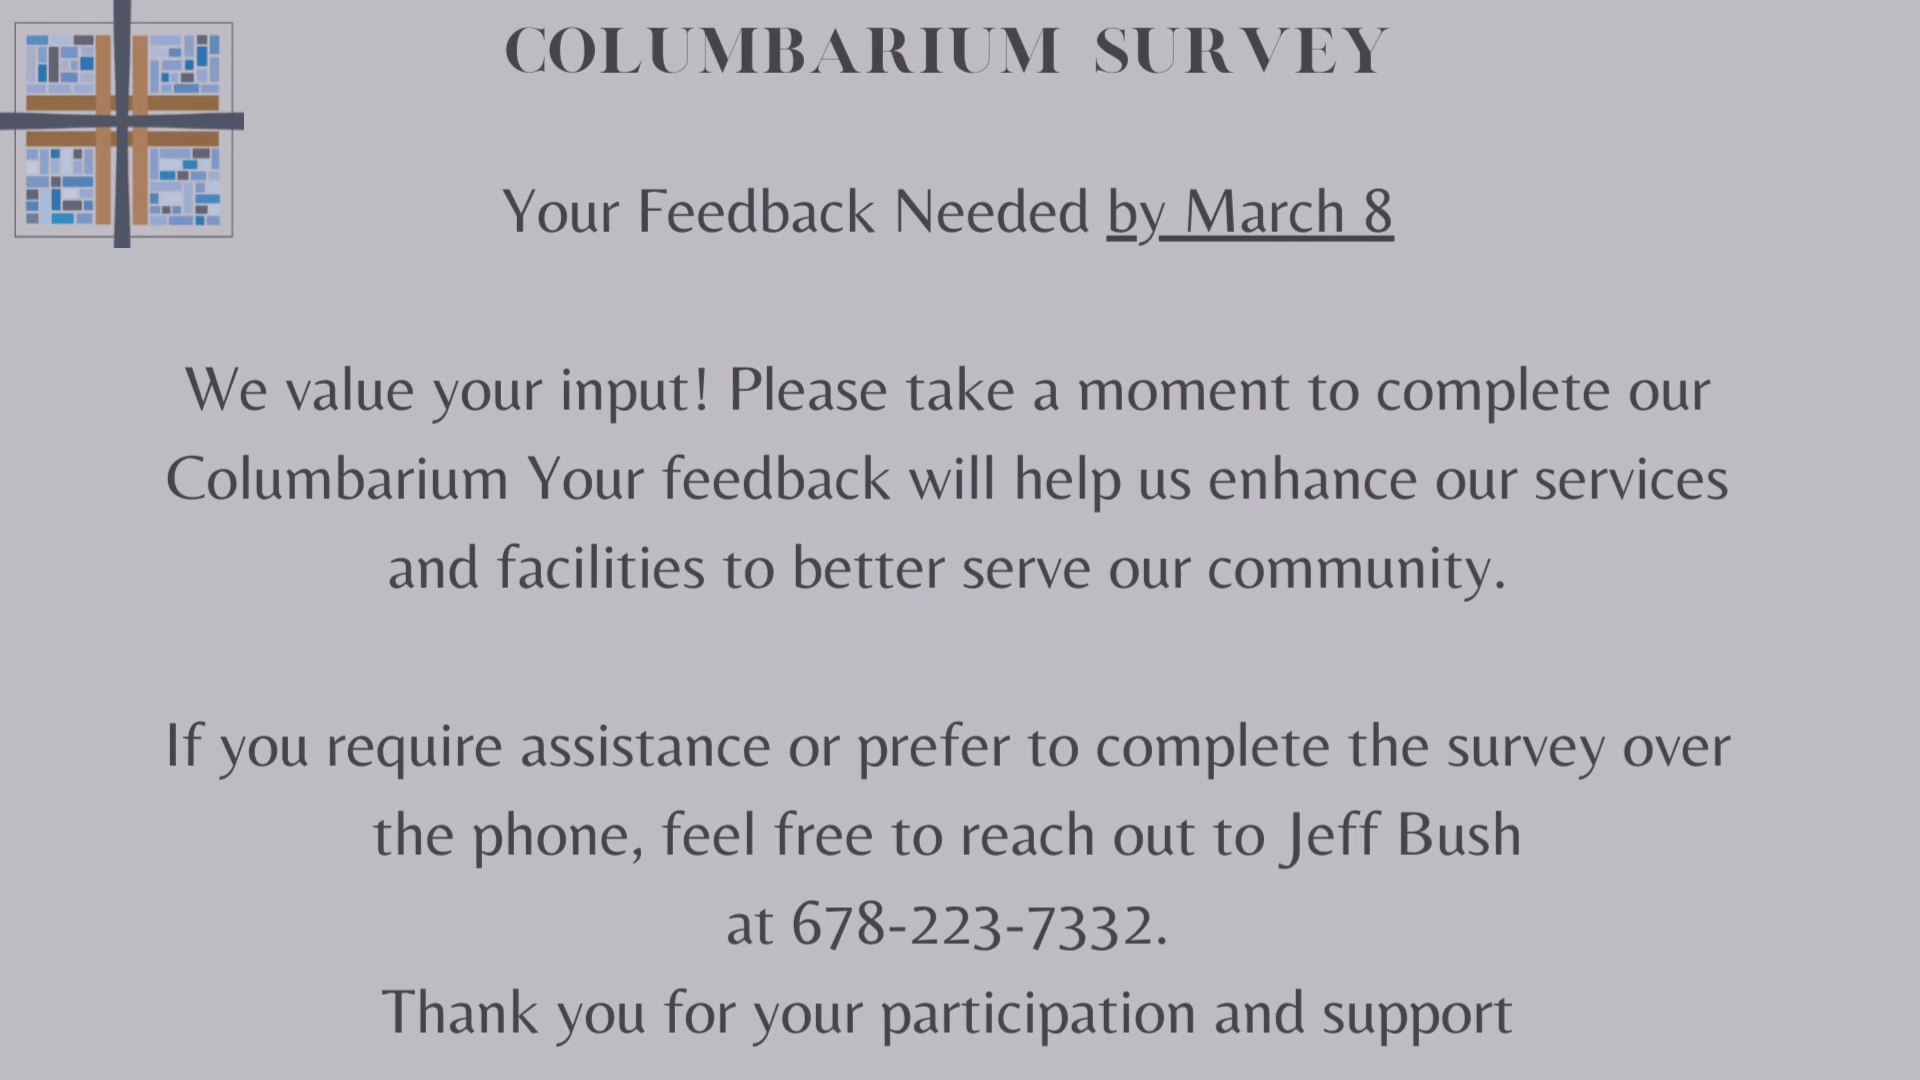 COLUMBARIUM SURVEY
Your Feedback Needed by March 8
We value your input! Please take a moment to complete our
Columbarium Your feedback will help us enhance our services
and facilities to better serve our community.
If you require assistance or prefer to complete the survey over
the phone, feel free to reach out to Jeff Bush
at 678-223-7332.
Thank you for your participation and support